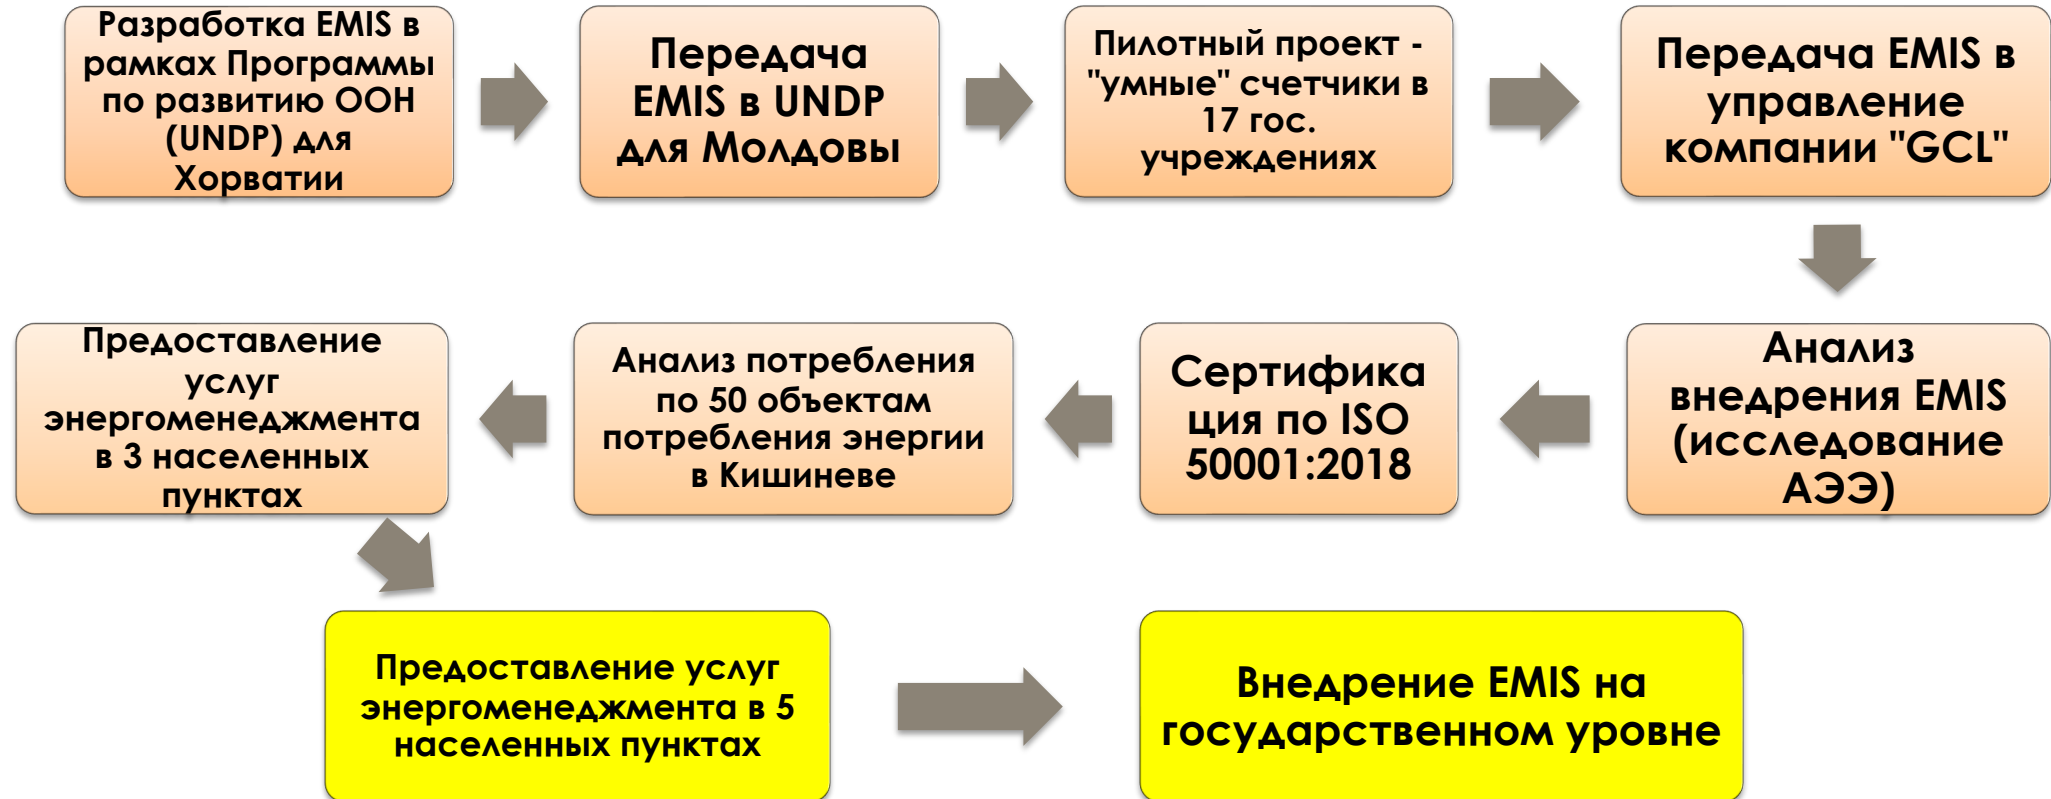 Разработка EMIS в
рамках Программы
по развитию ООН
(UNDP) для
Хорватии
Передача
EMIS в UNDP
для Молдовы
Пилотный проект -
"умные" счетчики в
17 гос.
учреждениях
Передача EMIS в
управление
компании "GCL"
Анализ
внедрения EMIS
(исследование
АЭЭ)
Сертифика
ция по ISO
50001:2018
Анализ потребления
по 50 объектам
потребления энергии
в Кишиневе
Предоставление
услуг
энергоменеджмента
в 3 населенных
пунктах
Предоставление услуг
энергоменеджмента в 5
населенных пунктах
Внедрение EMIS на
государственном уровне